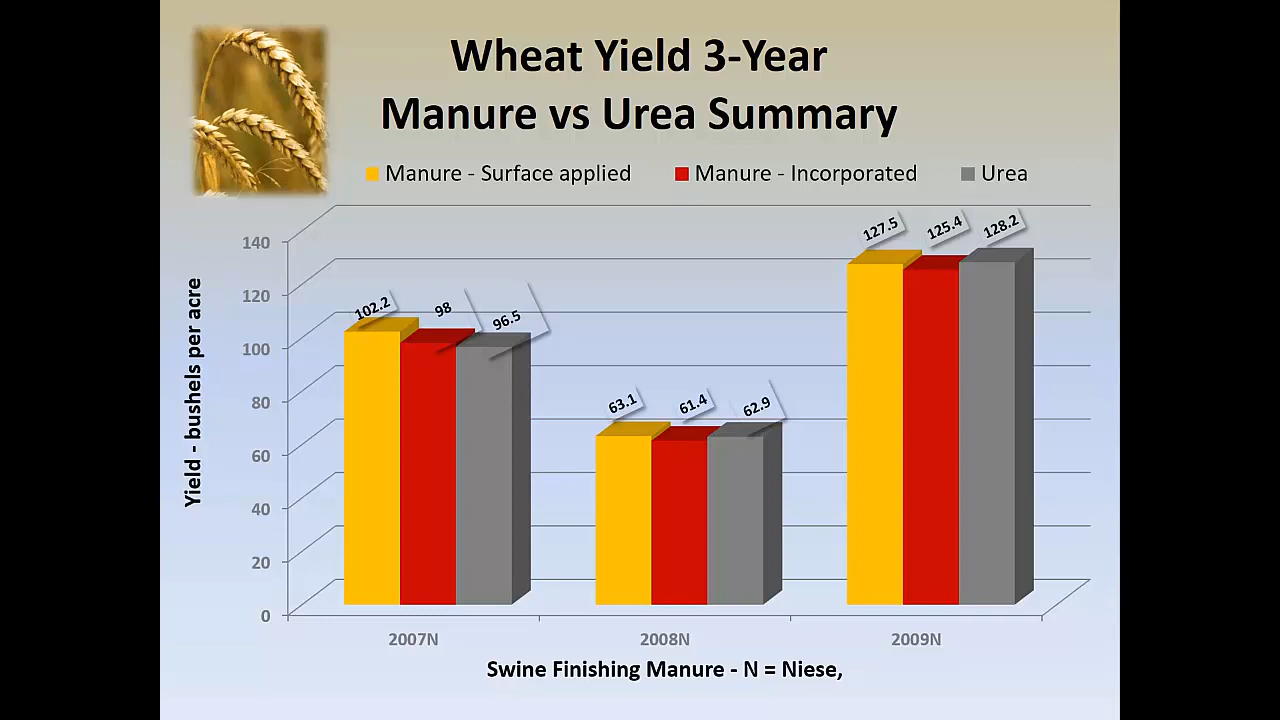 Wheat Yield 3-Year
Manure vs Urea Summary
Manure - Surface applied
Manure - Incorporated
Urea
Yield - bushels per acre
140
120
100
80
60
40
20
0
102.2
98
96.5
63.1
61.4
62.9
127.5
125.4
128.2
2007N
2008N
2009N
Swine Finishing Manure - N = Niese,